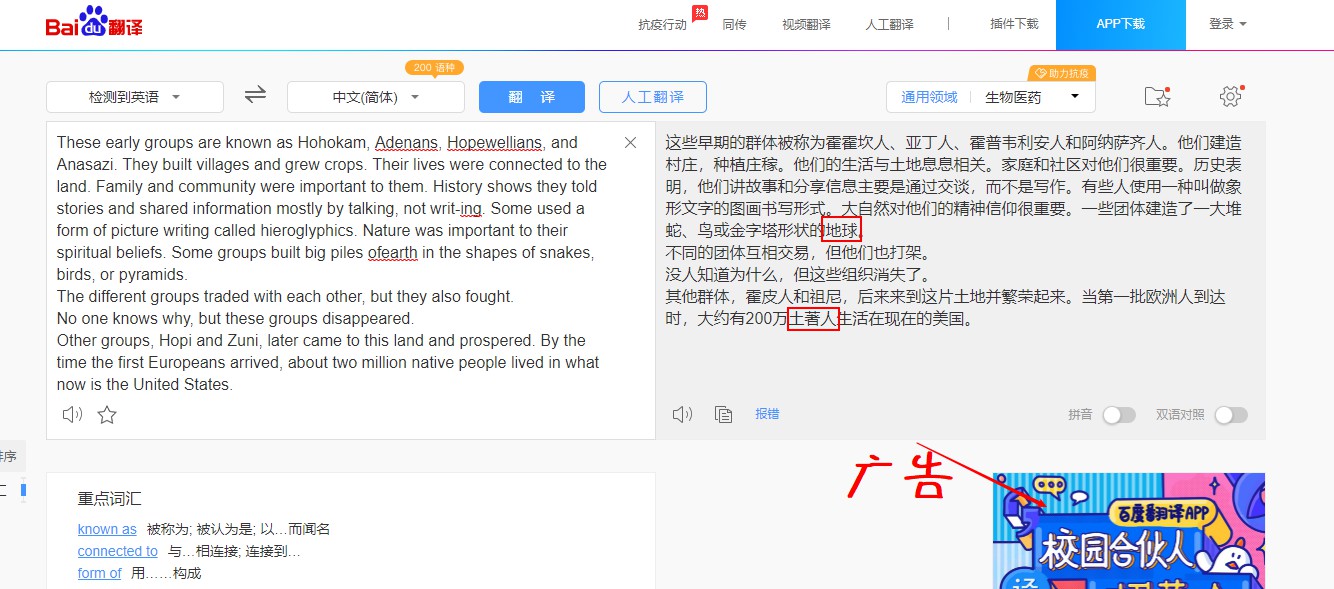 Bai du 翻译
抗疫行动 热 同传 视频翻译 人工翻译 插件下载 APP下载 登录
200 语种
助力抗疫
检测到英语 中文(简体) 翻 译 人工翻译 通用领域 生物医药
These early groups are known as Hohokam, Adenans, Hopewellians, and
Anasazi. They built villages and grew crops. Their lives were connected to the
land. Family and community were important to them. History shows they told
stories and shared information mostly by talking, not writ-ing. Some used a
form of picture writing called hieroglyphics. Nature was important to their
spiritual beliefs. Some groups built big piles ofearth in the shapes of snakes,
birds, or pyramids.
The different groups traded with each other, but they also fought.
No one knows why, but these groups disappeared.
Other groups, Hopi and Zuni, later came to this land and prospered. By the
time the first Europeans arrived, about two million native people lived in what
now is the United States.
这些早期的群体被称为霍霍坎人、亚丁人、霍普韦利安人和阿纳萨齐人。他们建造
村庄，种植庄稼。他们的生活与土地息息相关。家庭和社区对他们很重要。历史表
明，他们讲故事和分享信息主要是通过交谈，而不是写作。有些人使用一种叫做象
形文字的图画书写形式。大自然对他们的精神信仰很重要。一些团体建造了一大堆
蛇、鸟或金字塔形状的地球。
不同的团体互相交易，但他们也打架。
没人知道为什么，但这些组织消失了。
其他群体，霍皮人和祖尼，后来来到这片土地并繁荣起来。当第一批欧洲人到达
时，大约有200万土著人生活在现在的美国。
报错 拼音 双语对照
序
广告
重点词汇
known as 被称为; 被认为是; 以…而闻名
connected to 与…相连接; 连接到…
form of 用……构成
百度翻译APP
校园合伙人
译